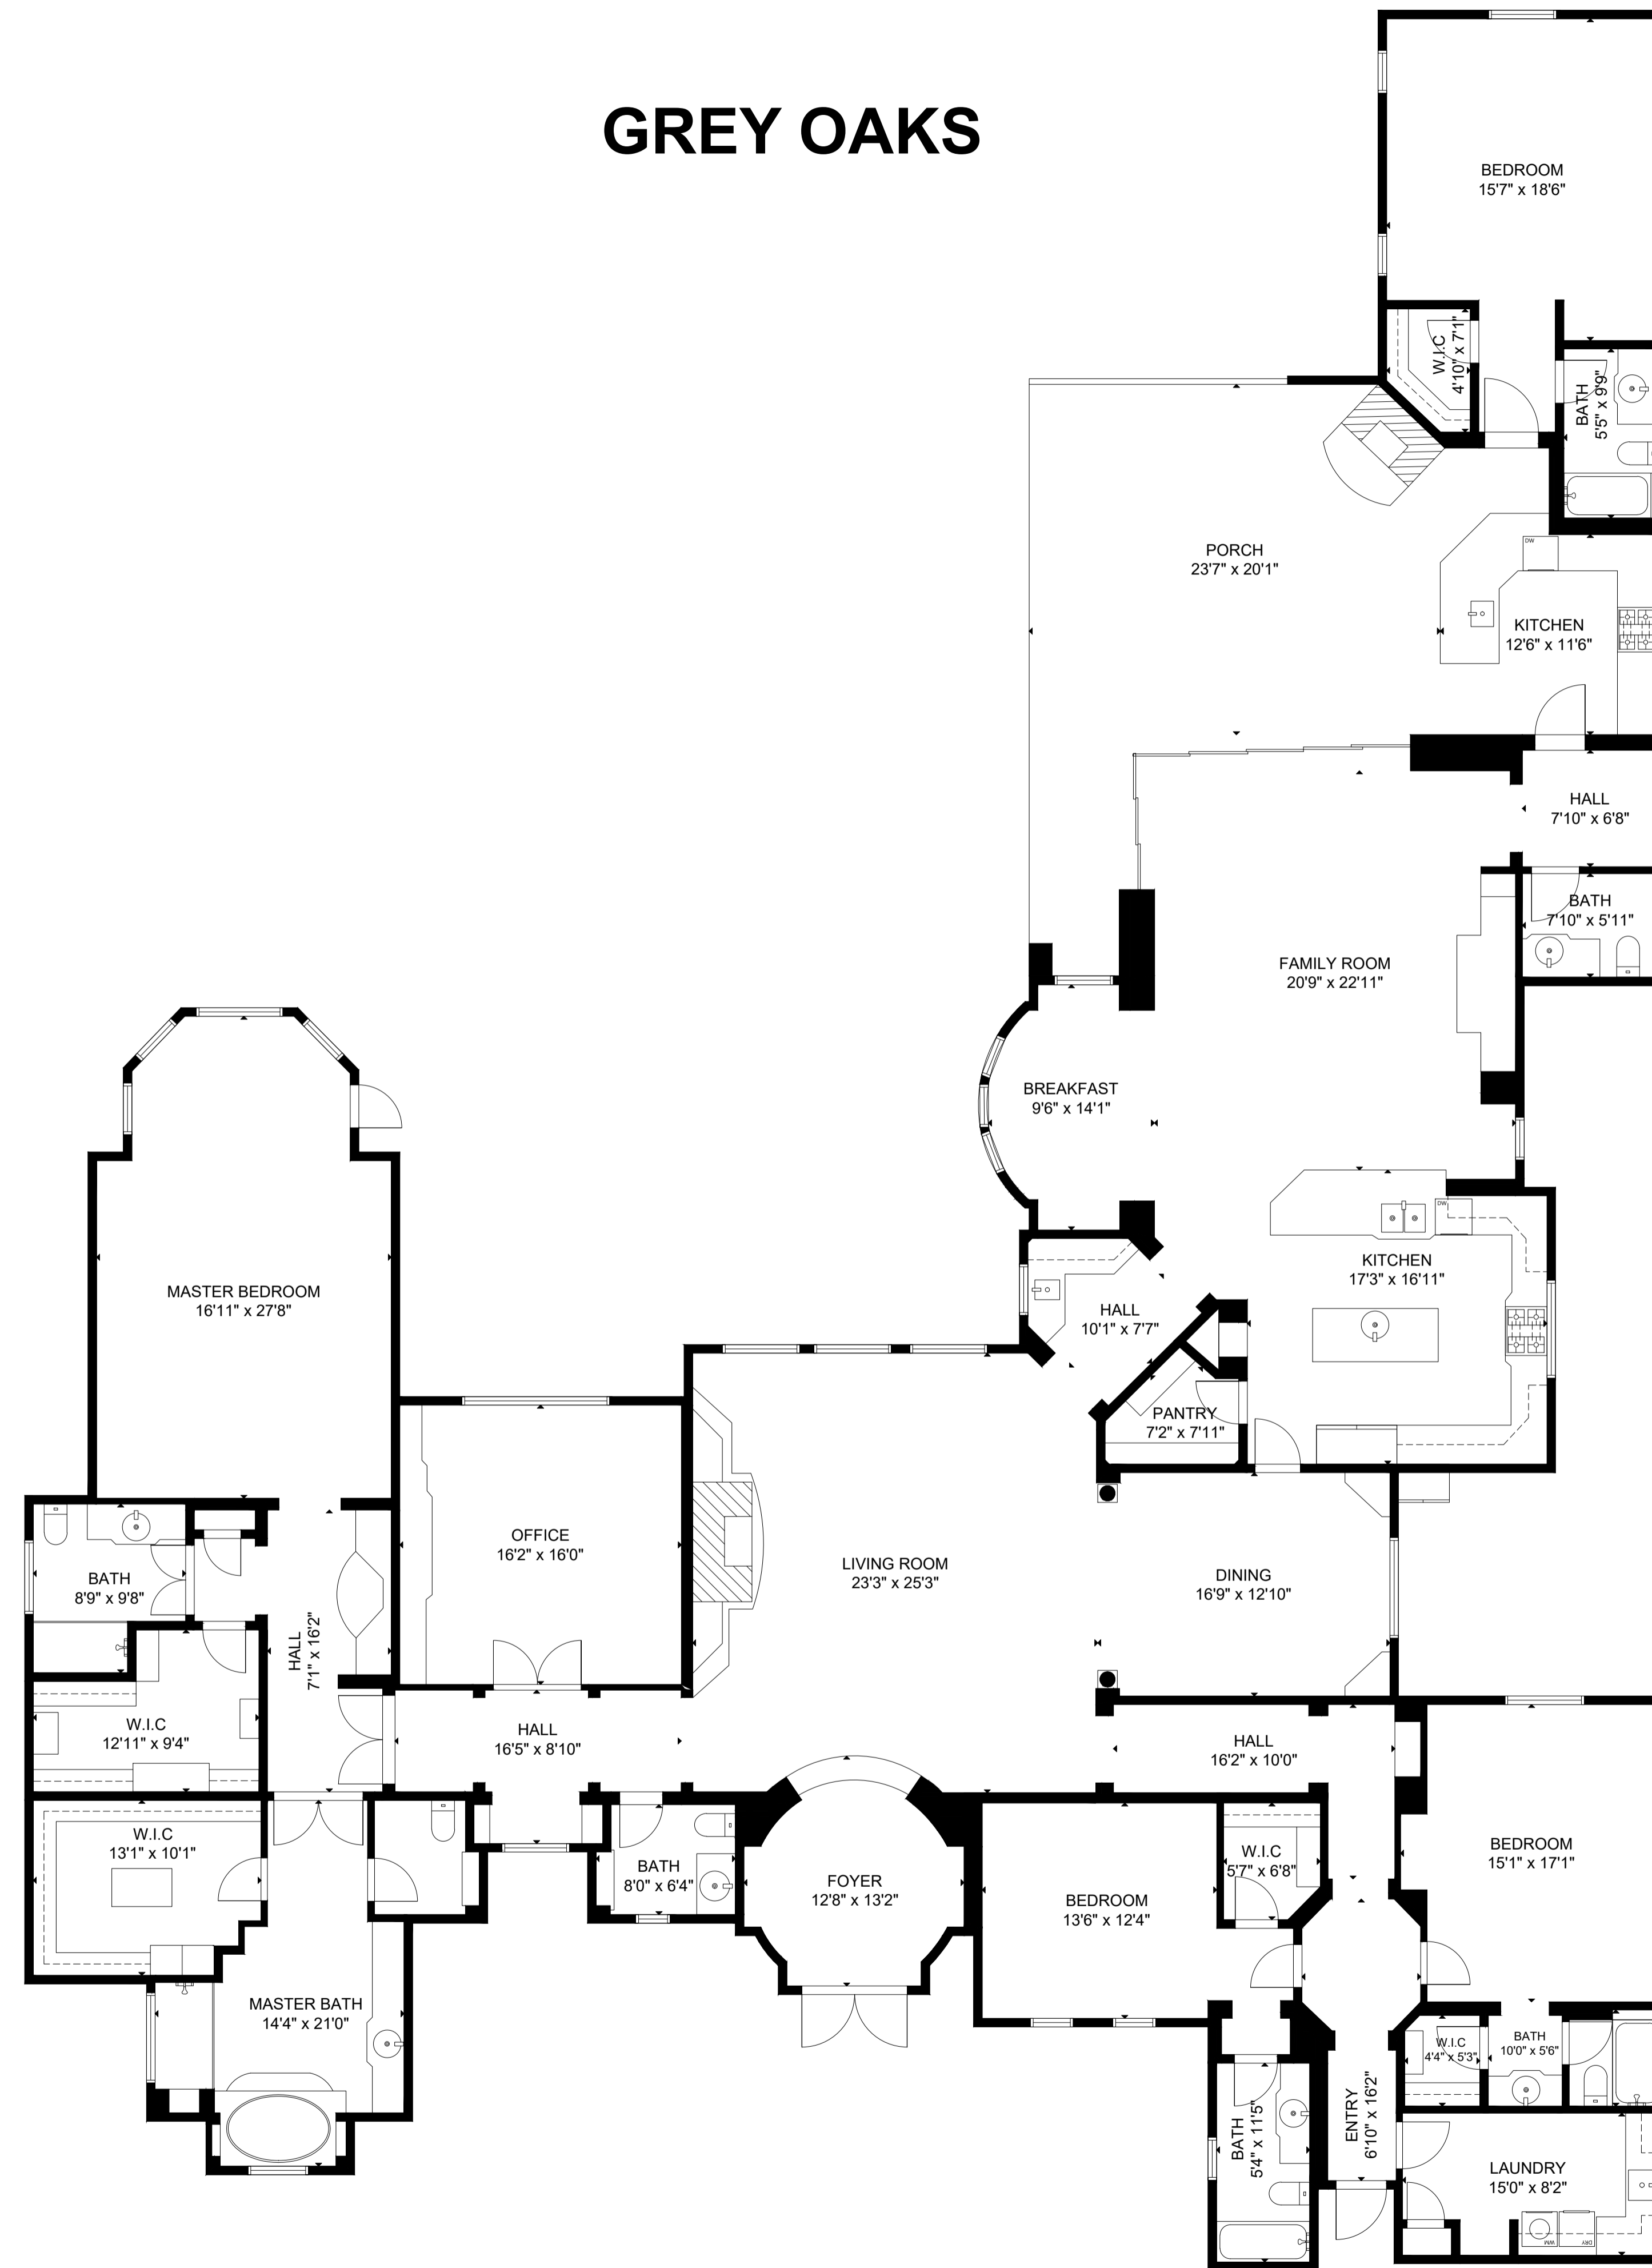 GREY OAKS
BEDROOM
15'7" x 18'6"
W.I.C
4'10" x 7'1"
BATH
5'5" x 9'9"
PORCH
23'7" x 20'1"
DW
KITCHEN
12'6" x 11'6"
HALL
7'10" x 6'8"
BATH
7'10" x 5'11"
FAMILY ROOM
20'9" x 22'11"
BREAKFAST
9'6" x 14'1"
DW
KITCHEN
17'3" x 16'11"
MASTER BEDROOM
16'11" x 27'8"
HALL
10'1" x 7'7"
PANTRY
7'2" x 7'11"
OFFICE
16'2" x 16'0"
LIVING ROOM
23'3" x 25'3"
DINING
16'9" x 12'10"
BATH
8'9" x 9'8"
HALL
7'1" x 16'2"
W.I.C
12'11" x 9'4"
HALL
16'5" x 8'10"
HALL
16'2" x 10'0"
W.I.C
13'1" x 10'1"
BATH
8'0" x 6'4"
FOYER
12'8" x 13'2"
BEDROOM
13'6" x 12'4"
W.I.C
5'7" x 6'8"
BEDROOM
15'1" x 17'1"
MASTER BATH
14'4" x 21'0"
W.I.C
4'4" x 5'3"
BATH
10'0" x 5'6"
BATH
5'4" x 11'5"
ENTRY
6'10" x 16'2"
LAUNDRY
15'0" x 8'2"
WM
DRY